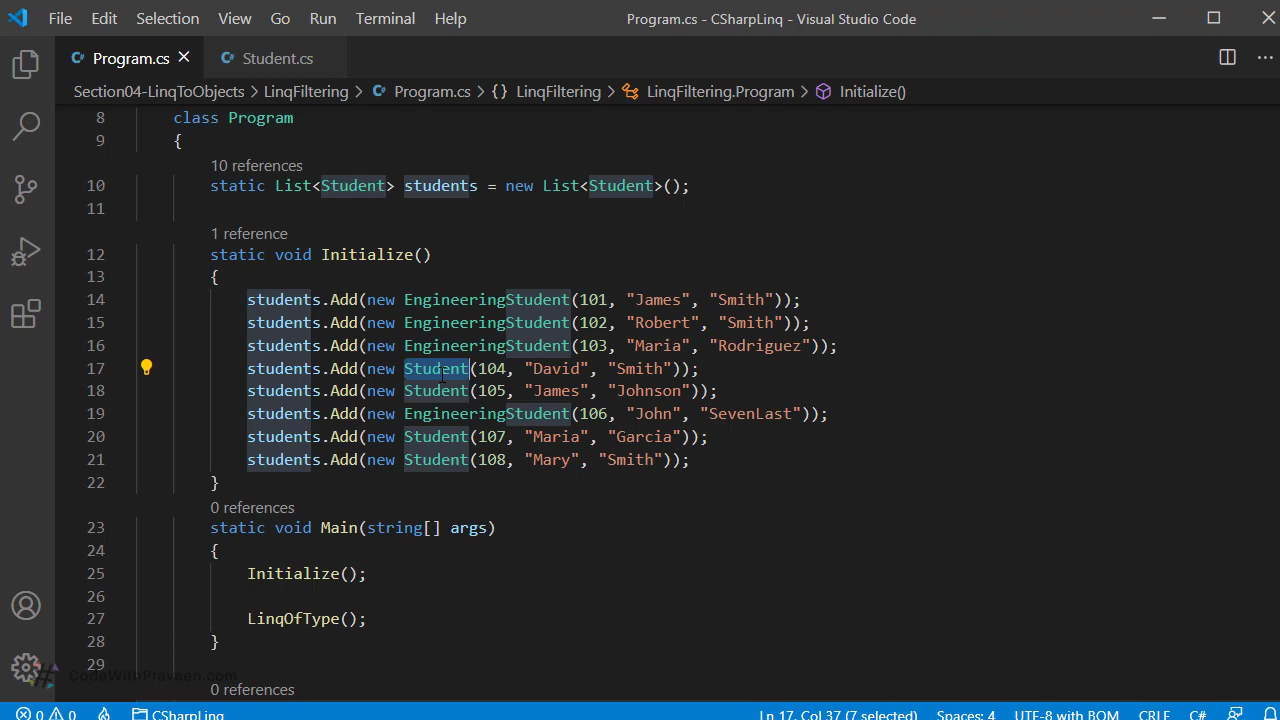 File Edit Selection View Go Run Terminal Help Program.cs - CSharpLinq - Visual Studio Code
Program.cs Student.cs
Section04-LinqToObjects > LinqFiltering > Program.cs > {} LinqFiltering > LinqFiltering.Program > Initialize()
8 class Program
9 {
10 references
10 static List<Student> students = new List<Student>();
11
1 reference
12 static void Initialize()
13 {
14 students.Add(new EngineeringStudent(101, "James", "Smith"));
15 students.Add(new EngineeringStudent(102, "Robert", "Smith"));
16 students.Add(new EngineeringStudent(103, "Maria", "Rodriguez"));
17 students.Add(new Student(104, "David", "Smith"));
18 students.Add(new Student(105, "James", "Johnson"));
19 students.Add(new EngineeringStudent(106, "John", "SevenLast"));
20 students.Add(new Student(107, "Maria", "Garcia"));
21 students.Add(new Student(108, "Mary", "Smith"));
22 }
0 references
23 static void Main(string[] args)
24 {
25 Initialize();
26
27 LinqOfType();
28 }
29
CodeWithPraveen.com
0 references
0 0 CSharpLinq Ln 17, Col 37 (7 selected) Spaces: 4 UTF-8 with BOM CRLF C#